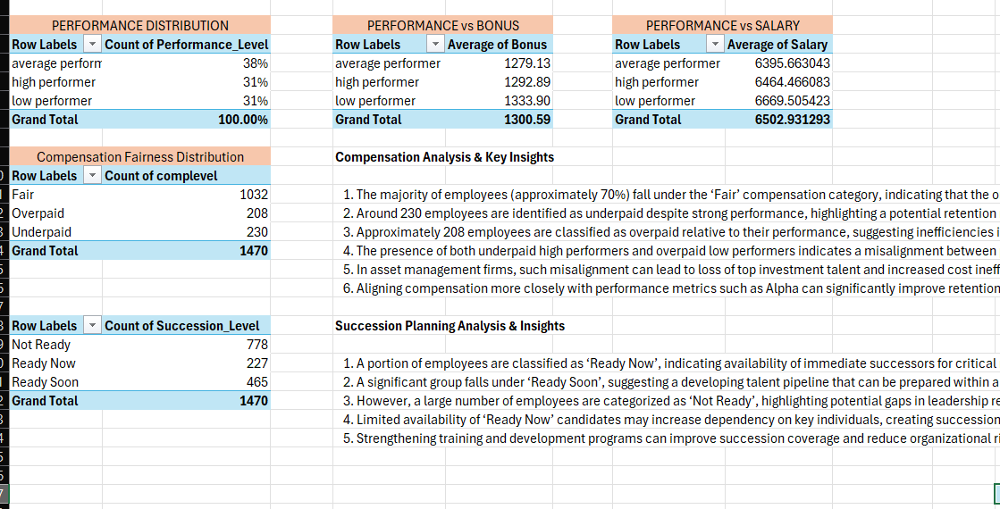 PERFORMANCE DISTRIBUTION
Row Labels Count of Performance_Level
average perform 38%
high performer 31%
low performer 31%
Grand Total 100.00%
PERFORMANCE vs BONUS
Row Labels Average of Bonus
average performer 1279.13
high performer 1292.89
low performer 1333.90
Grand Total 1300.59
PERFORMANCE vs SALARY
Row Labels Average of Salary
average performer 6395.663043
high performer 6464.466083
low performer 6669.505423
Grand Total 6502.931293
Compensation Fairness Distribution
Row Labels Count of complevel
Fair 1032
Overpaid 208
Underpaid 230
Grand Total 1470
Compensation Analysis & Key Insights
1. The majority of employees (approximately 70%) fall under the ‘Fair’ compensation category, indicating that the o
2. Around 230 employees are identified as underpaid despite strong performance, highlighting a potential retention
3. Approximately 208 employees are classified as overpaid relative to their performance, suggesting inefficiencies i
4. The presence of both underpaid high performers and overpaid low performers indicates a misalignment between
5. In asset management firms, such misalignment can lead to loss of top investment talent and increased cost ineff
6. Aligning compensation more closely with performance metrics such as Alpha can significantly improve retention
Row Labels Count of Succession_Level
Not Ready 778
Ready Now 227
Ready Soon 465
Grand Total 1470
Succession Planning Analysis & Insights
1. A portion of employees are classified as ‘Ready Now’, indicating availability of immediate successors for critical
2. A significant group falls under ‘Ready Soon’, suggesting a developing talent pipeline that can be prepared within a
3. However, a large number of employees are categorized as ‘Not Ready’, highlighting potential gaps in leadership re
4. Limited availability of ‘Ready Now’ candidates may increase dependency on key individuals, creating succession
5. Strengthening training and development programs can improve succession coverage and reduce organizational ri